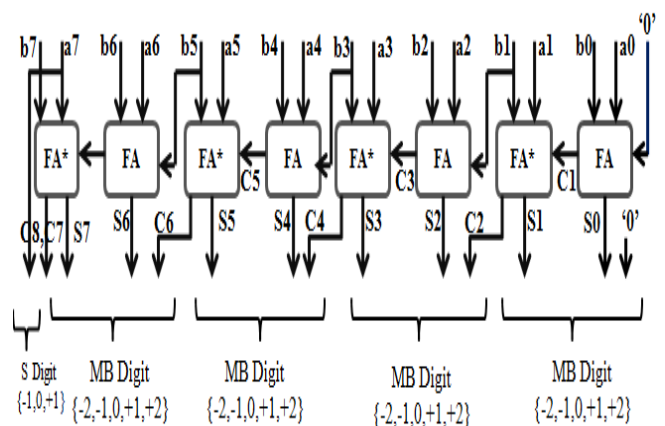 b7 a7 b6 a6 b5 a5 b4 a4 b3 a3 b2 a2 b1 a1 b0 a0 '0'
FA* FA FA* FA FA* FA FA* FA
C5 C3 C1
C8,C7 S7 S6 C6 S5 S4 C4 S3 S2 C2 S1 S0 '0'
S Digit
{-1,0,+1}
MB Digit
{-2,-1,0,+1,+2}
MB Digit
{-2,-1,0,+1,+2}
MB Digit
{-2,-1,0,+1,+2}
MB Digit
{-2,-1,0,+1,+2}